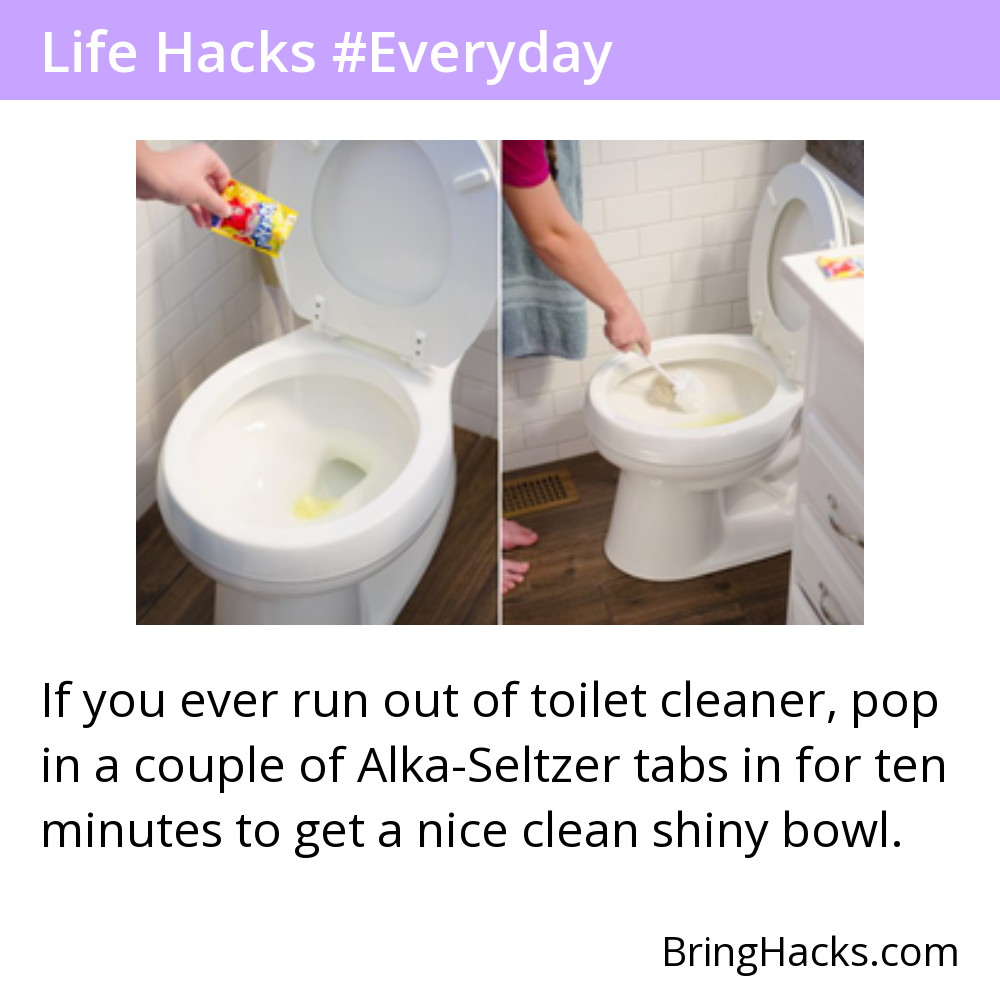 Life Hacks #Everyday
If you ever run out of toilet cleaner, pop
in a couple of Alka-Seltzer tabs in for ten
minutes to get a nice clean shiny bowl.
BringHacks.com